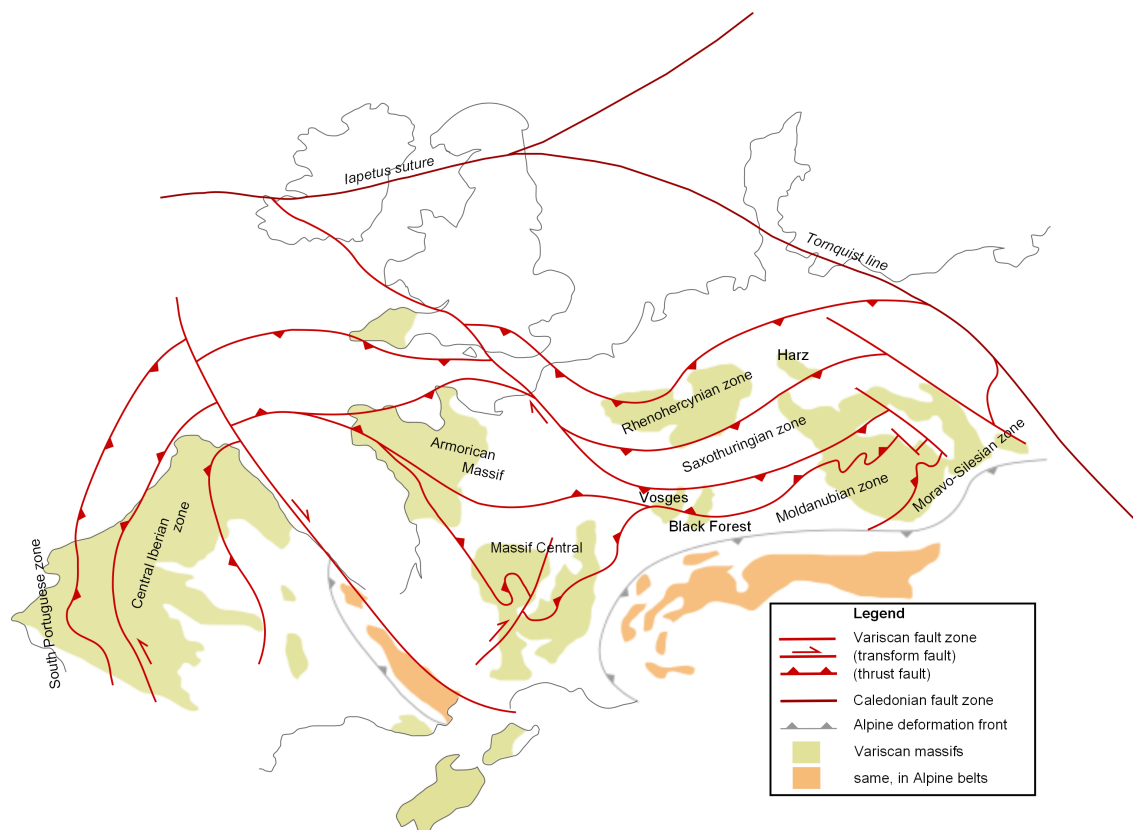 Iapetus suture
Tornquist line
Harz
Rhenohercynian zone
Saxothuringian zone
Armorican
Massif
Vosges
Black Forest
Moldanubian zone
Moravo-Silesian zone
Massif Central
Central Iberian
zone
South Portuguese zone
Legend
Variscan fault zone
(transform fault)
(thrust fault)
Caledonian fault zone
Alpine deformation front
Variscan massifs
same, in Alpine belts